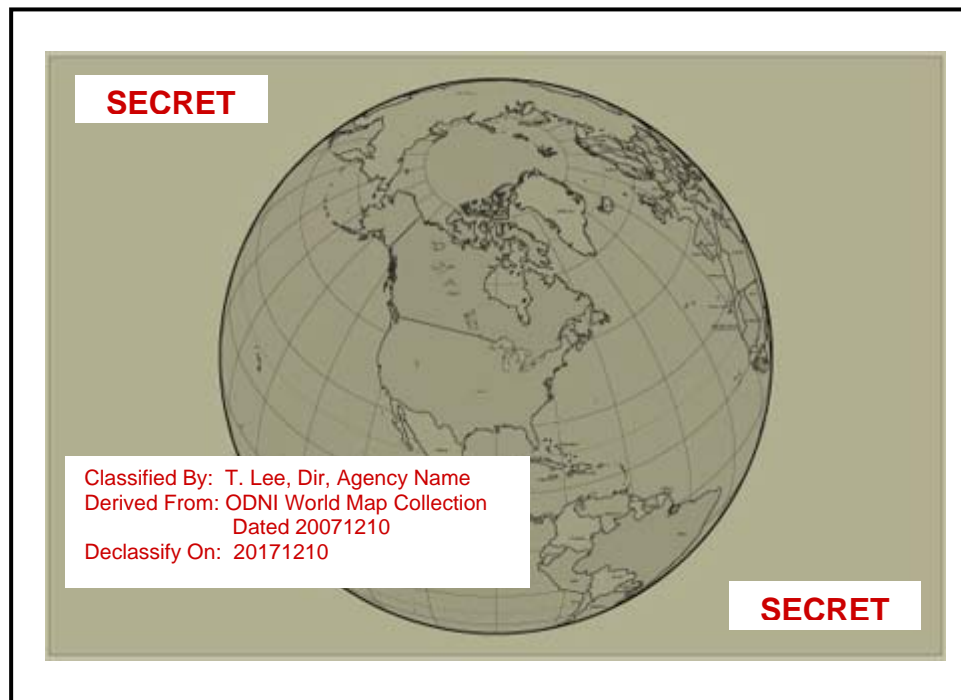 SECRET
Classified By: T. Lee, Dir, Agency Name
Derived From: ODNI World Map Collection
Dated 20071210
Declassify On: 20171210
SECRET